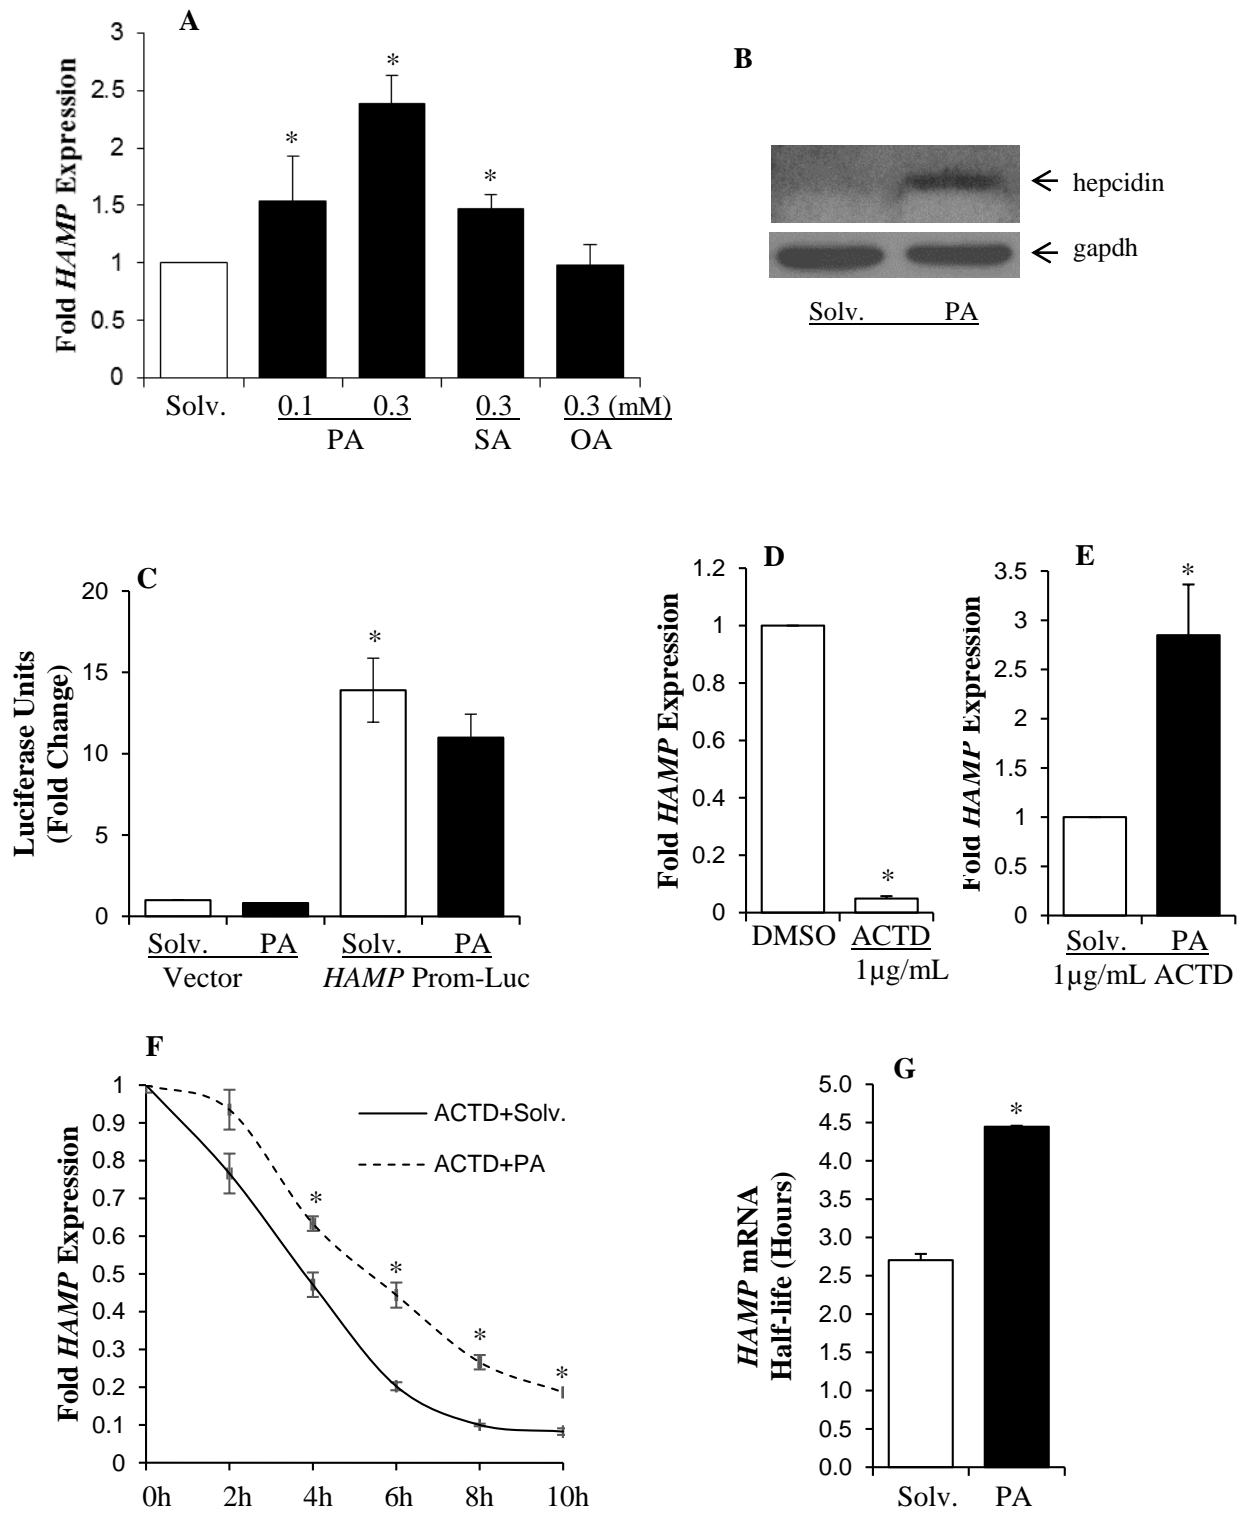 A
Fold HAMP Expression
3
2.5
2
1.5
1
0.5
0
*
*
*
Solv.
0.1
0.3
0.3
0.3 (mM)
PA
SA
OA
B
hepcidin
gapdh
Solv.
PA
C
Luciferase Units
(Fold Change)
20
15
10
5
0
*
Solv.
PA
Solv.
PA
Vector
HAMP Prom-Luc
D
Fold HAMP Expression
1.2
1
0.8
0.6
0.4
0.2
0
*
DMSO
ACTD
1µg/mL
E
Fold HAMP Expression
3.5
3
2.5
2
1.5
1
0.5
0
*
Solv.
PA
1µg/mL ACTD
F
Fold HAMP Expression
1
0.9
0.8
0.7
0.6
0.5
0.4
0.3
0.2
0.1
0
ACTD+Solv.
ACTD+PA
*
*
*
*
0h
2h
4h
6h
8h
10h
G
HAMP mRNA
Half-life (Hours)
5.0
4.5
4.0
3.5
3.0
2.5
2.0
1.5
1.0
0.5
0.0
*
Solv.
PA